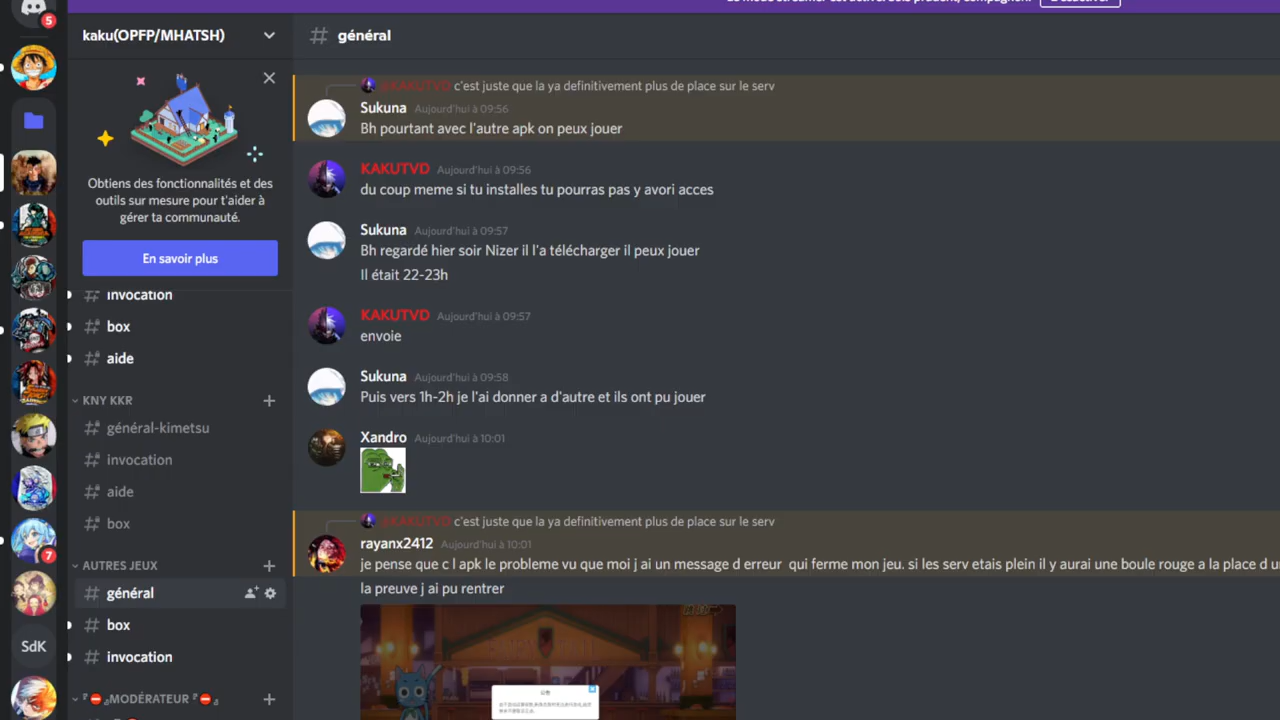 5
kaku(OPFP/MHATSH)
Obtiens des fonctionnalités et des
outils sur mesure pour t'aider à
gérer ta communauté.
En savoir plus
invocation
box
aide
KNY KKR
général-kimetsu
invocation
aide
box
7
AUTRES JEUX
général
SdK
box
invocation
MODÉRATEUR
général
@KAKUTVD c'est juste que la ya definitivement plus de place sur le serv
Sukuna Aujourd'hui à 09:56
Bh pourtant avec l'autre apk on peux jouer
KAKUTVD Aujourd'hui à 09:56
du coup meme si tu installes tu pourras pas y avori acces
Sukuna Aujourd'hui à 09:57
Bh regardé hier soir Nizer il l'a télécharger il peux jouer
Il était 22-23h
KAKUTVD Aujourd'hui à 09:57
envoie
Sukuna Aujourd'hui à 09:58
Puis vers 1h-2h je l'ai donner a d'autre et ils ont pu jouer
Xandro Aujourd'hui à 10:01
@KAKUTVD c'est juste que la ya definitivement plus de place sur le serv
rayanx2412 Aujourd'hui à 10:01
je pense que c l apk le probleme vu que moi j ai un message d erreur qui ferme mon jeu. si les serv etais plein il y aurai une boule rouge a la place d
la preuve j ai pu rentrer